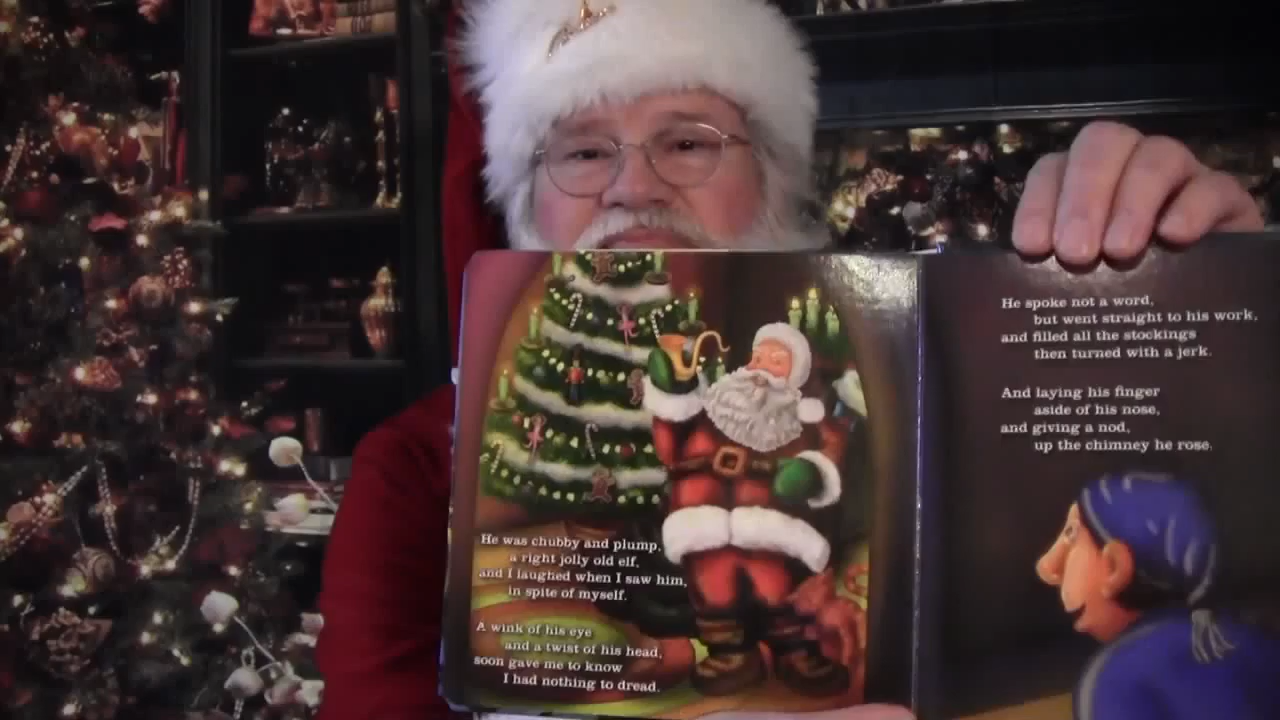 He was chubby and plump,
a right jolly old elf,
and I laughed when I saw him,
in spite of myself.
A wink of his eye
and a twist of his head,
soon gave me to know
I had nothing to dread.
He spoke not a word,
but went straight to his work,
and filled all the stockings
then turned with a jerk.
And laying his finger
aside of his nose,
and giving a nod,
up the chimney he rose.